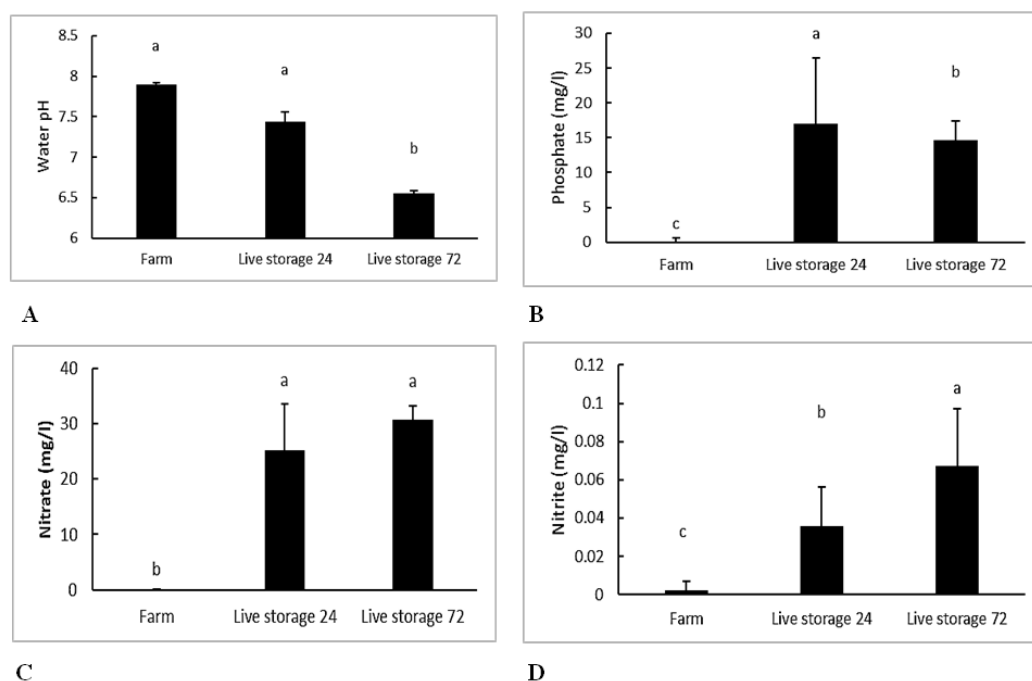 8.5
8
7.5
7
6.5
6
Water pH
a
a
b
Farm
Live storage 24
Live storage 72
A
30
25
20
15
10
5
0
Phosphate (mg/l)
c
a
b
Farm
Live storage 24
Live storage 72
B
40
30
20
10
0
Nitrate (mg/l)
b
a
a
Farm
Live storage 24
Live storage 72
C
0.12
0.1
0.08
0.06
0.04
0.02
0
Nitrite (mg/l)
c
b
a
Farm
Live storage 24
Live storage 72
D